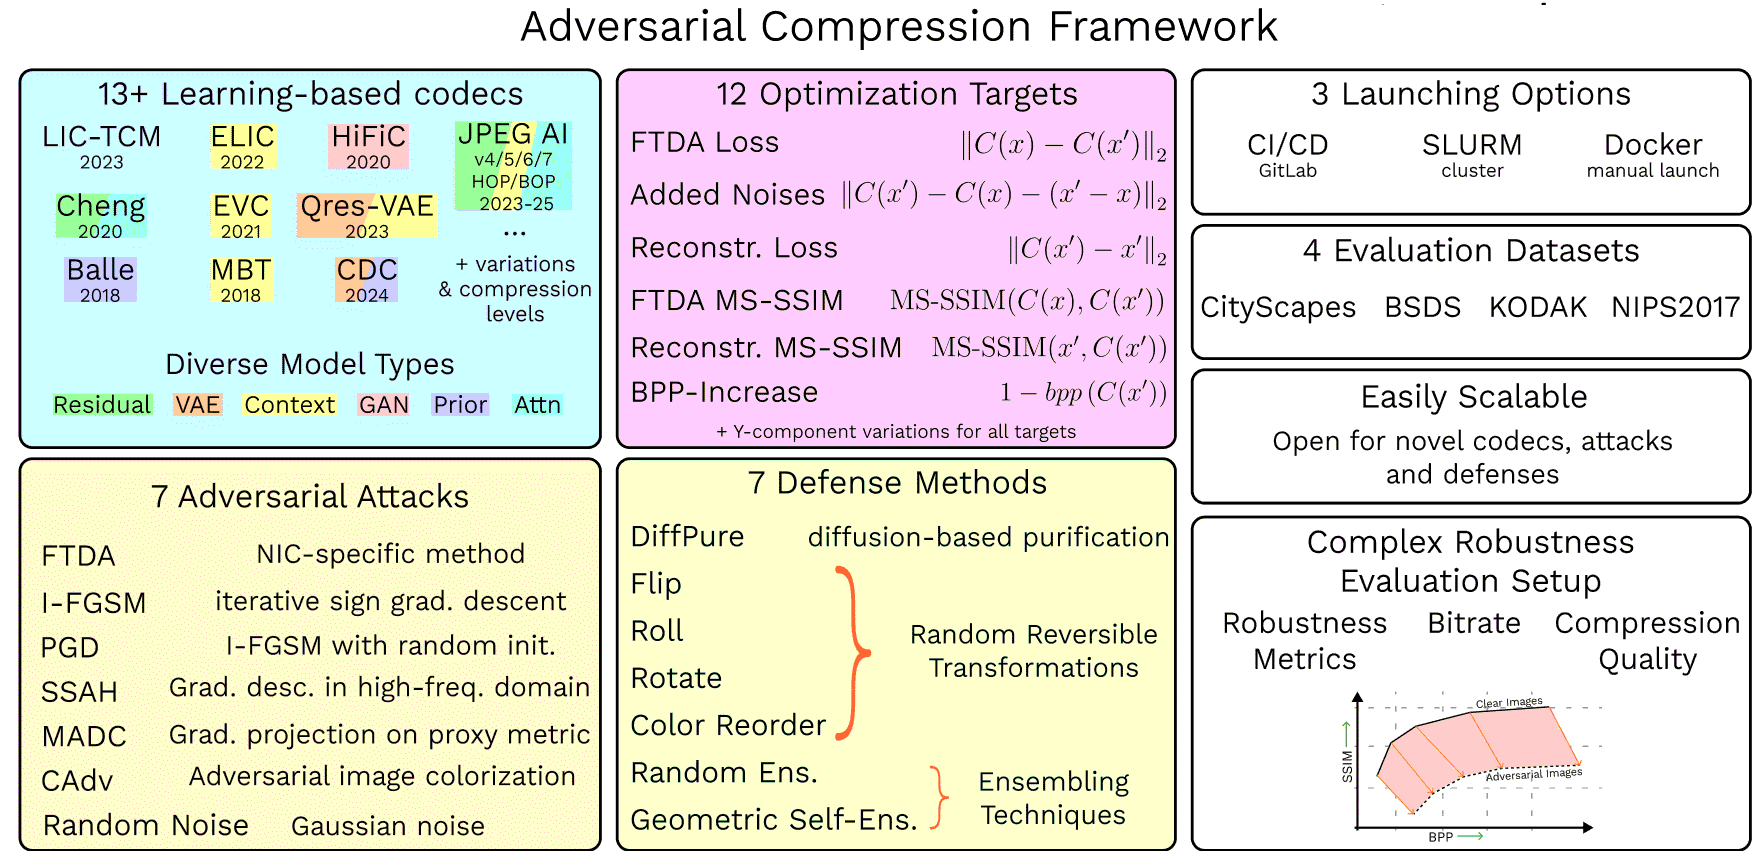 Adversarial Compression Framework
13+ Learning-based codecs
LIC-TCM
2023
ELIC
2022
HiFiC
2020
JPEG AI
v4/5/6/7
HOP/BOP
2023-25
Cheng
2020
EVC
2021
Qres-VAE
2023
...
Balle
2018
MBT
2018
CDC
2024
+ variations
& compression
levels
Diverse Model Types
Residual VAE Context GAN Prior Attn
12 Optimization Targets
FTDA Loss ‖C(x) − C(x′)‖₂
Added Noises ‖C(x′) − C(x) − (x′ − x)‖₂
Reconstr. Loss ‖C(x′) − x′‖₂
FTDA MS-SSIM MS-SSIM(C(x), C(x′))
Reconstr. MS-SSIM MS-SSIM(x′, C(x′))
BPP-Increase 1 − bpp (C(x′))
+ Y-component variations for all targets
3 Launching Options
CI/CD
GitLab
SLURM
cluster
Docker
manual launch
4 Evaluation Datasets
CityScapes BSDS KODAK NIPS2017
Easily Scalable
Open for novel codecs, attacks
and defenses
7 Adversarial Attacks
FTDA NIC-specific method
I-FGSM iterative sign grad. descent
PGD I-FGSM with random init.
SSAH Grad. desc. in high-freq. domain
MADC Grad. projection on proxy metric
CAdv Adversarial image colorization
Random Noise Gaussian noise
7 Defense Methods
DiffPure diffusion-based purification
Flip
Roll
Rotate
Color Reorder
Random Reversible
Transformations
Random Ens.
Geometric Self-Ens.
Ensembling
Techniques
Complex Robustness
Evaluation Setup
Robustness
Metrics
Bitrate
Compression
Quality
Clear Images
Adversarial Images
SSIM
BPP